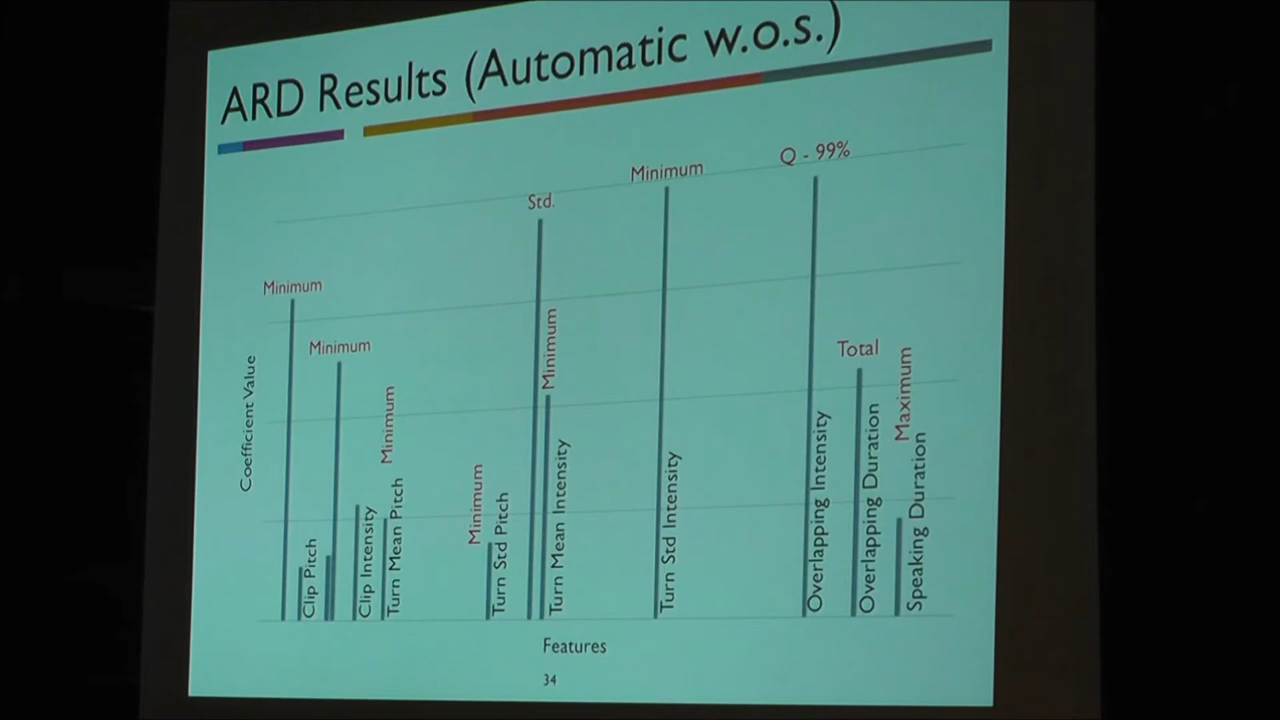 ARD Results (Automatic w.o.s.)
Minimum
Minimum
Minimum
Minimum
Std.
Minimum
Minimum
Q - 99%
Total
Maximum
Coefficient Value
Clip Pitch
Clip Intensity
Turn Mean Pitch
Turn Std Pitch
Turn Mean Intensity
Turn Std Intensity
Overlapping Intensity
Overlapping Duration
Speaking Duration
Features
34